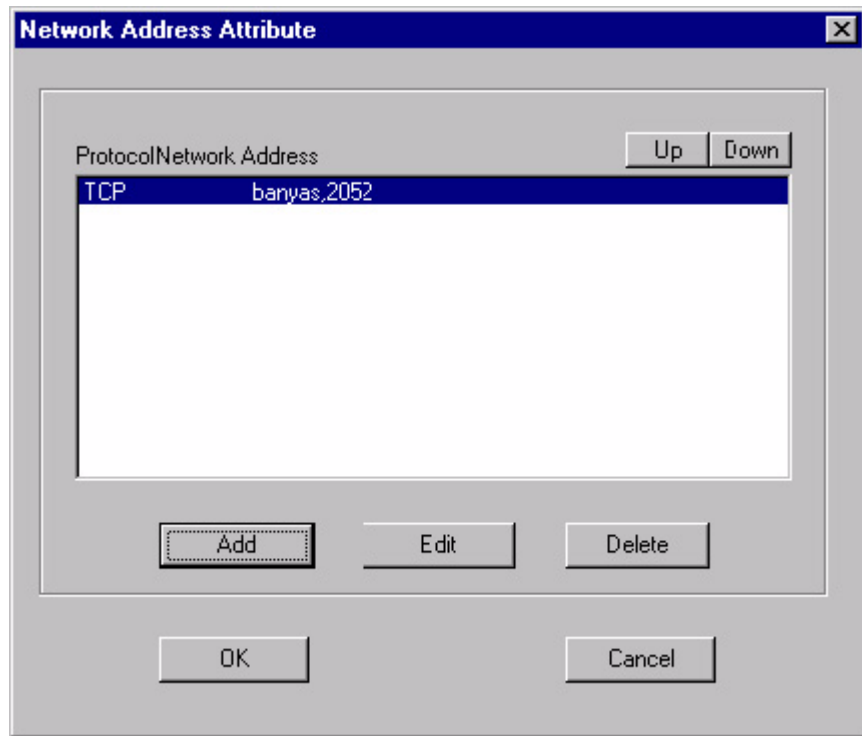 Network Address Attribute
ProtocolNetwork Address
Up
Down
TCP banyas,2052
Add
Edit
Delete
OK
Cancel